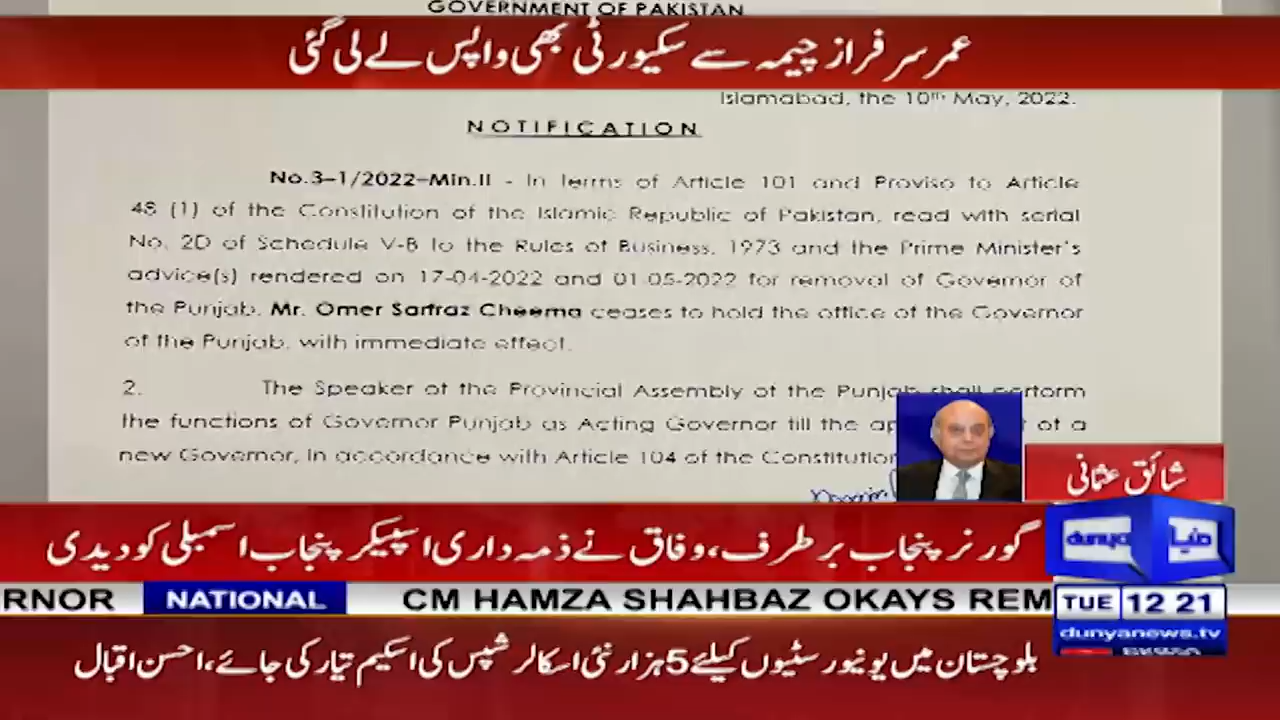 GOVERNMENT OF PAKISTAN
عمر سرفراز چیمہ سے سکیورٹی بھی واپس لے لی گئی
Islamabad, the 10th May, 2022.
NOTIFICATION
No.3-1/2022-Min.II - In terms of Article 101 and Proviso to Article
48 (1) of the Constitution of the Islamic Republic of Pakistan, read with serial
No. 2D of Schedule V-B to the Rules of Business, 1973 and the Prime Minister's
advice(s) rendered on 17-04-2022 and 01-05-2022 for removal of Governor of
the Punjab, Mr. Omer Sarfraz Cheema ceases to hold the office of the Governor
of the Punjab, with immediate effect.
2. The Speaker of the Provincial Assembly of the Punjab shall perform
the functions of Governor Punjab as Acting Governor till the of a
new Governor, in accordance with Article 104 of the Constitution
شائق عثمانی
گورنر پنجاب برطرف، وفاق نے ذمہ داری اسپیکر پنجاب اسمبلی کو دیدی
dunya دنیا
RNOR NATIONAL CM HAMZA SHAHBAZ OKAYS REM
TUE 12 21
dunyanews.tv
بلوچستان میں یونیورسٹیوں کیلئے 5 ہزار نئی اسکالرشپس کی اسکیم تیار کی جائے، احسن اقبال